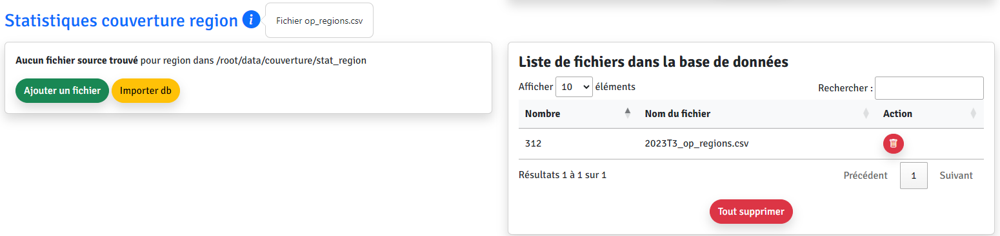 Statistiques couverture region
Fichier op_regions.csv
Aucun fichier source trouvé pour region dans /root/data/couverture/stat_region
Ajouter un fichier Importer db
Liste de fichiers dans la base de données
Afficher 10 éléments Rechercher :
Nombre Nom du fichier Action
312 2023T3_op_regions.csv
Résultats 1 à 1 sur 1 Précédent 1 Suivant
Tout supprimer